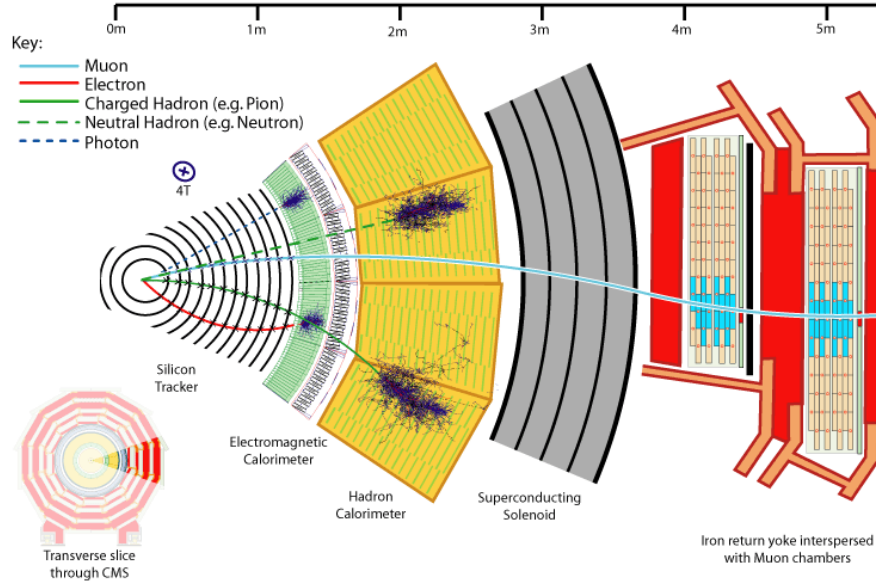 0m 1m 2m 3m 4m 5m
Key:
Muon
Electron
Charged Hadron (e.g. Pion)
Neutral Hadron (e.g. Neutron)
Photon
4T
Silicon
Tracker
Electromagnetic
Calorimeter
Hadron
Calorimeter
Superconducting
Solenoid
Iron return yoke interspersed
with Muon chambers
Transverse slice
through CMS